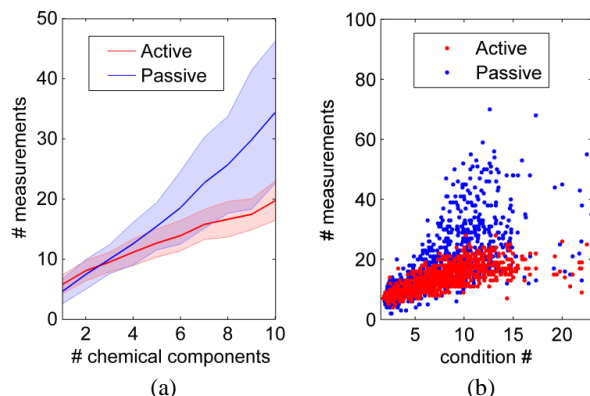 50
40
30
20
10
0
# measurements
Active
Passive
2 4 6 8 10
# chemical components
(a)
100
80
60
40
20
0
# measurements
Active
Passive
5 10 15 20
condition #
(b)